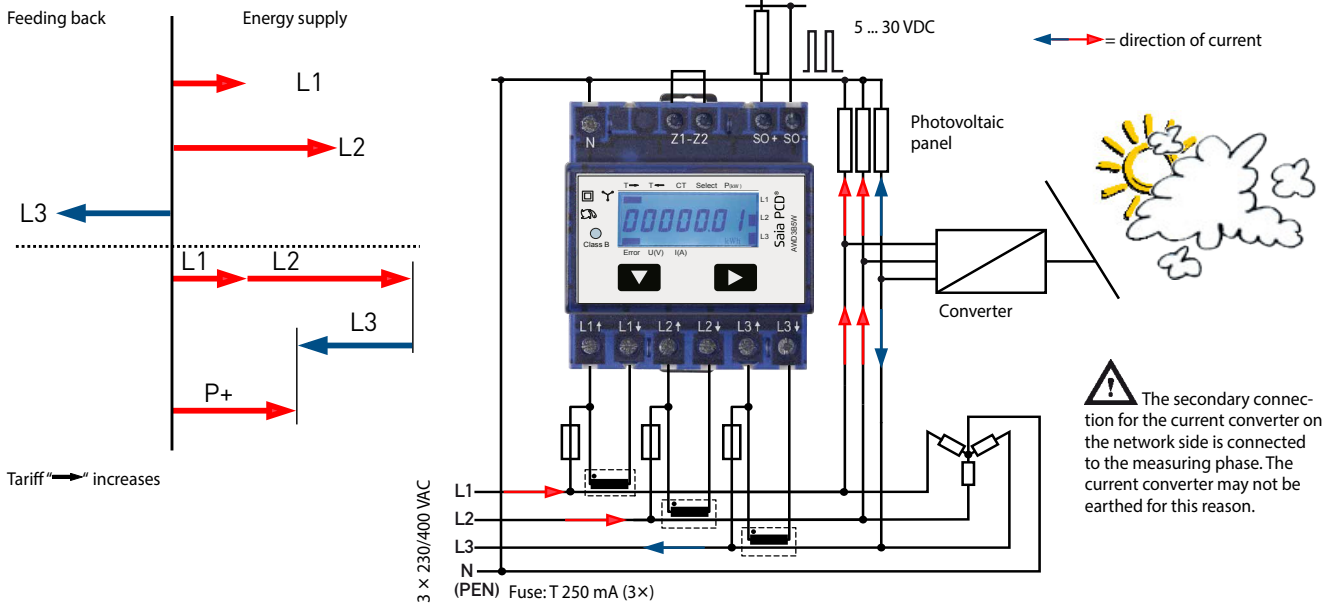 Feeding back
Energy supply
L1
L2
L3
L1
L2
L3
P+
Tariff "➞" increases
5 ... 30 VDC
= direction of current
N
Z1-Z2
SO+ SO-
T➞ T← CT Select P(kW)
L1
L2
L3
000000.01
kWh
Class B
Error U(V) I(A)
Saia PCD®
AWD3B5W
L1↑ L1↓ L2↑ L2↓ L3↑ L3↓
Photovoltaic
panel
Converter
The secondary connec-
tion for the current converter on
the network side is connected
to the measuring phase. The
current converter may not be
earthed for this reason.
3 × 230/400 VAC
L1
L2
L3
N
(PEN)
Fuse: T 250 mA (3×)